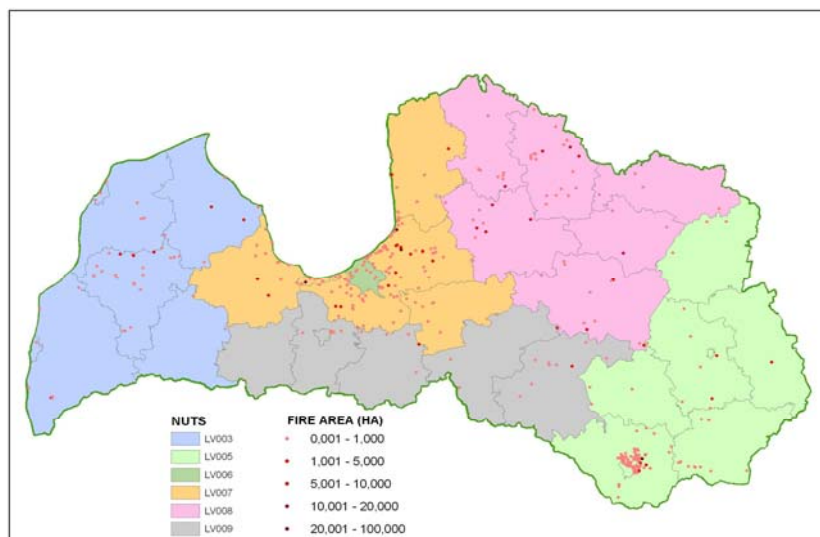 NUTS
LV003
LV005
LV006
LV007
LV008
LV009
FIRE AREA (HA)
0,001 - 1,000
1,001 - 5,000
5,001 - 10,000
10,001 - 20,000
20,001 - 100,000